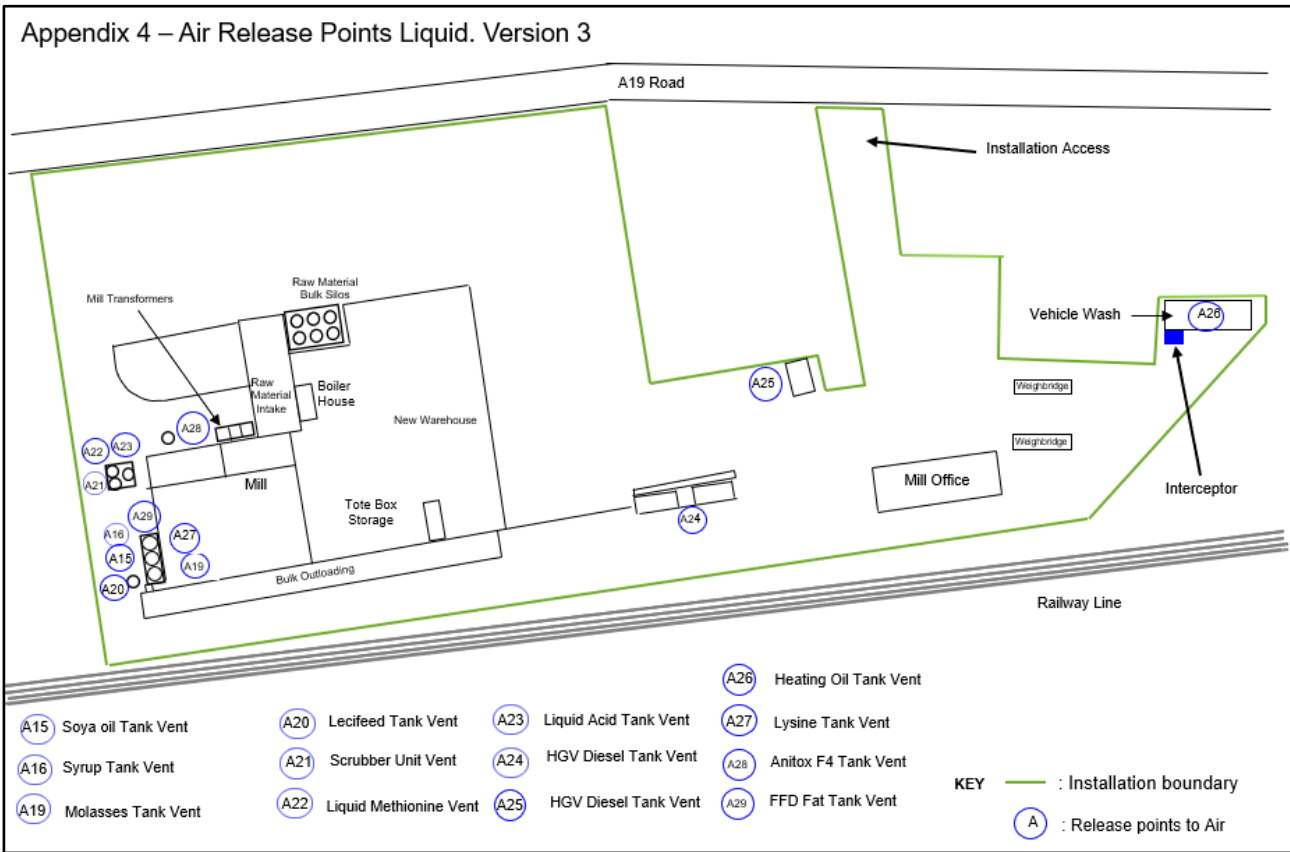 Appendix 4 – Air Release Points Liquid. Version 3
A19 Road
Installation Access
Raw Material
Bulk Silos
Mill Transformers
Vehicle Wash
A26
Raw
Material
Intake
Boiler
House
A25
Weighbridge
New Warehouse
A28
A22
A23
Weighbridge
Mill
A21
Mill Office
Interceptor
Tote Box
Storage
A29
A24
A16
A27
A15
A19
Bulk Outloading
A20
Railway Line
A15 Soya oil Tank Vent
A16 Syrup Tank Vent
A19 Molasses Tank Vent
A20 Lecifeed Tank Vent
A21 Scrubber Unit Vent
A22 Liquid Methionine Vent
A23 Liquid Acid Tank Vent
A24 HGV Diesel Tank Vent
A25 HGV Diesel Tank Vent
A26 Heating Oil Tank Vent
A27 Lysine Tank Vent
A28 Anitox F4 Tank Vent
A29 FFD Fat Tank Vent
KEY : Installation boundary
A : Release points to Air